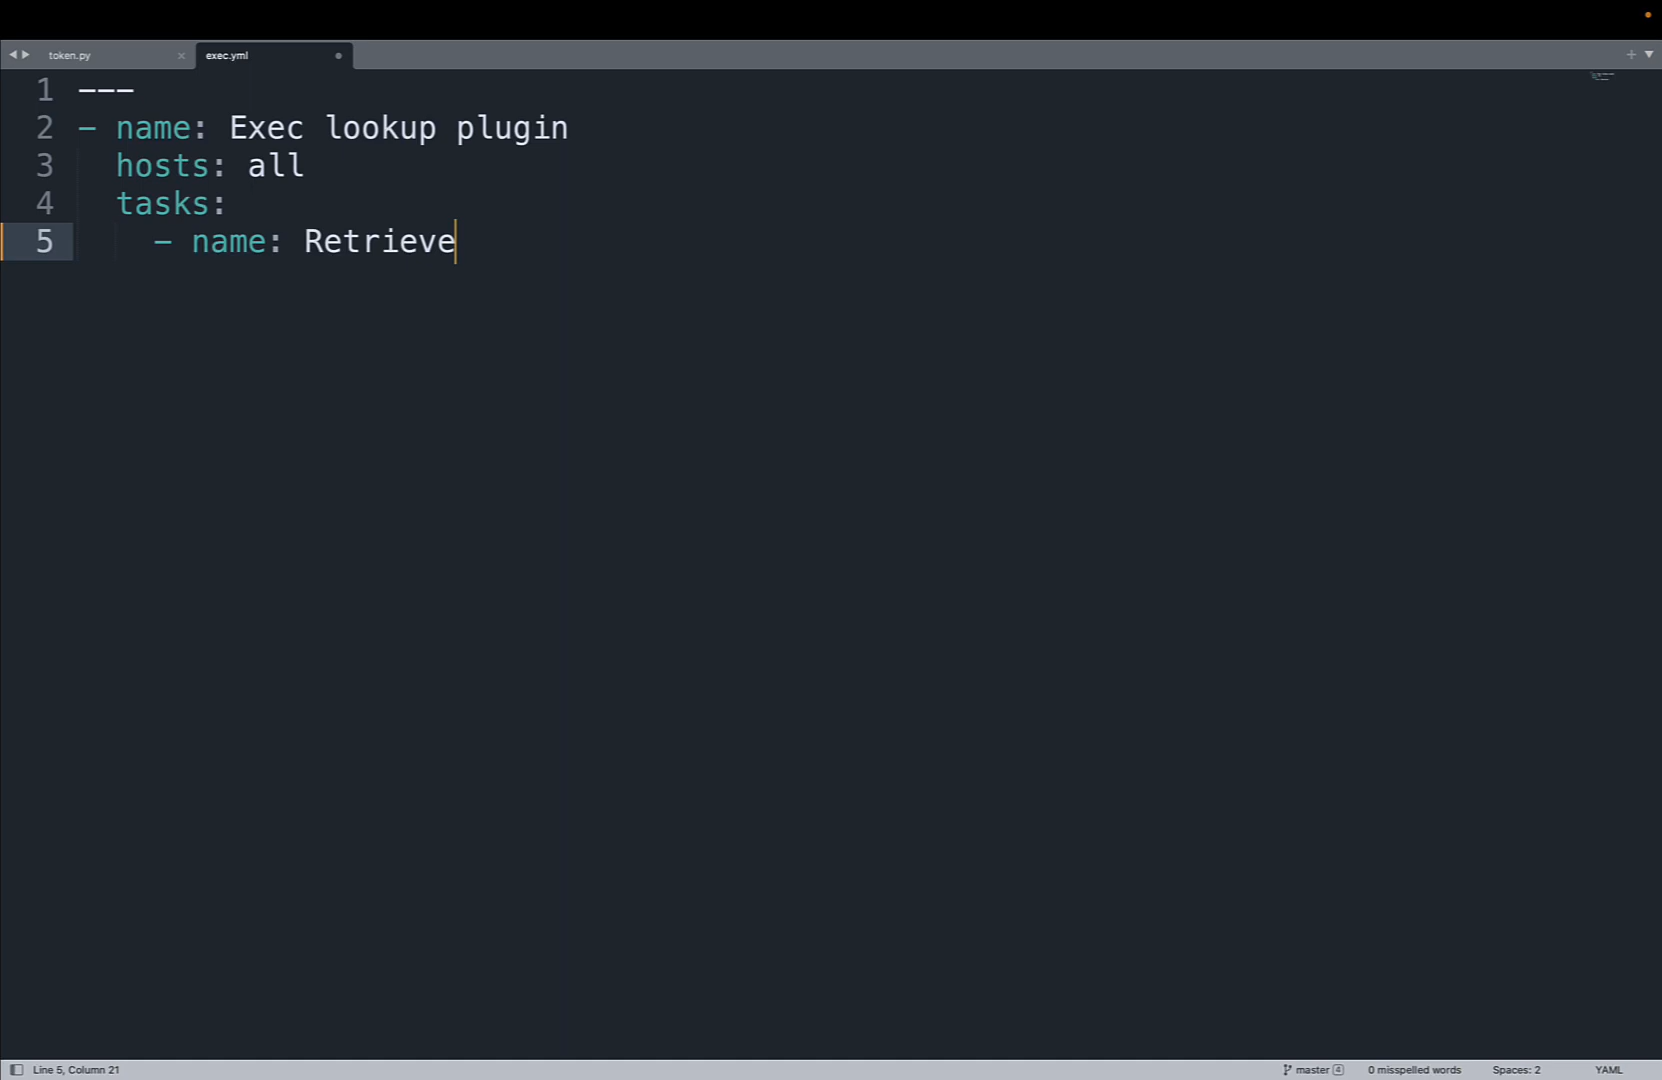 token.py
exec.yml
1 ---
2 - name: Exec lookup plugin
3 hosts: all
4 tasks:
5 - name: Retrieve
Line 5, Column 21
master 4
0 misspelled words
Spaces: 2
YAML